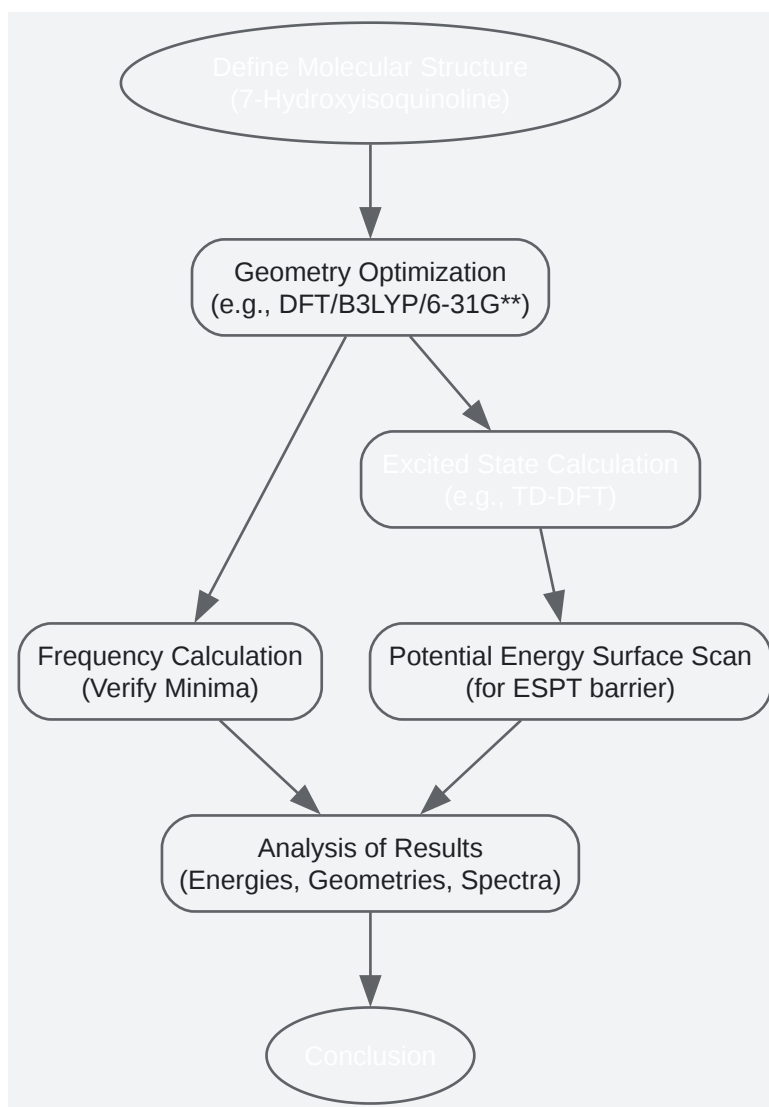 Define Molecular Structure
(7-Hydroxyisoquinoline)
Geometry Optimization
(e.g., DFT/B3LYP/6-31G**)
Excited State Calculation
(e.g., TD-DFT)
Frequency Calculation
(Verify Minima)
Potential Energy Surface Scan
(for ESPT barrier)
Analysis of Results
(Energies, Geometries, Spectra)
Conclusion